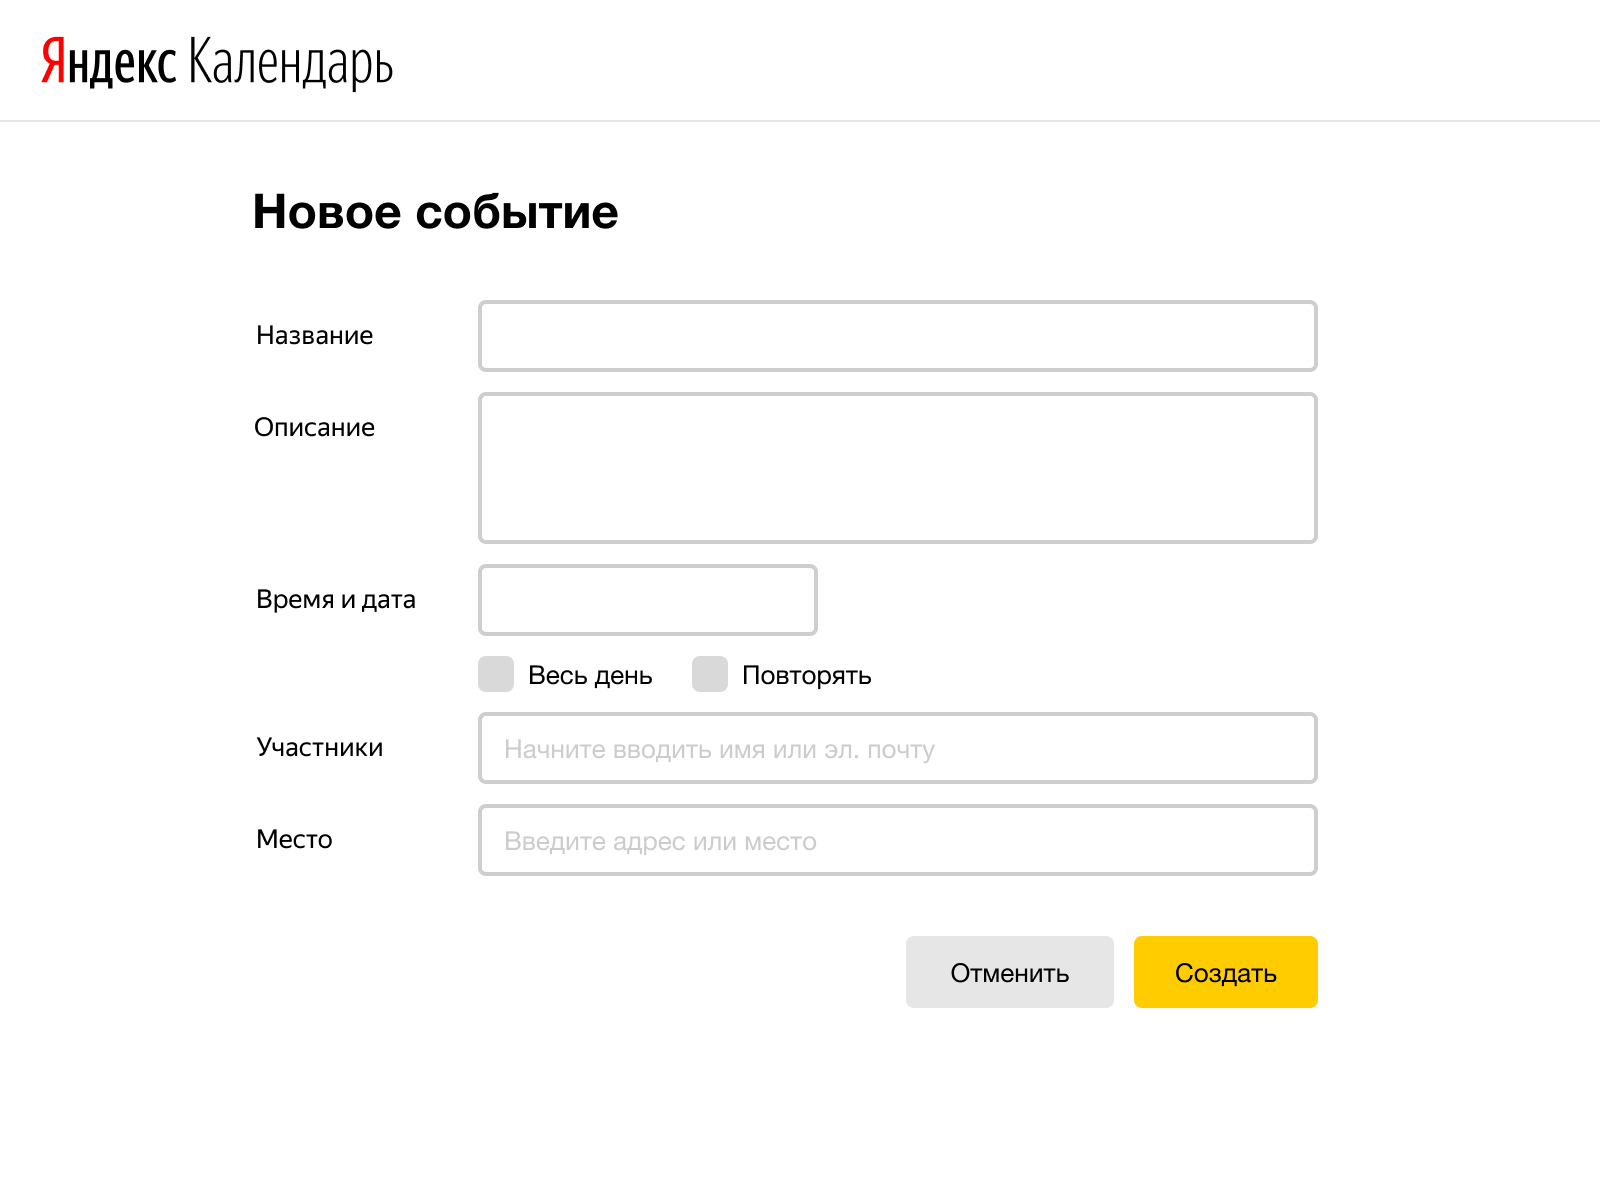 Яндекс Календарь
Новое событие
Название
Описание
Время и дата
Весь день Повторять
Участники Начните вводить имя или эл. почту
Место Введите адрес или место
Отменить Создать